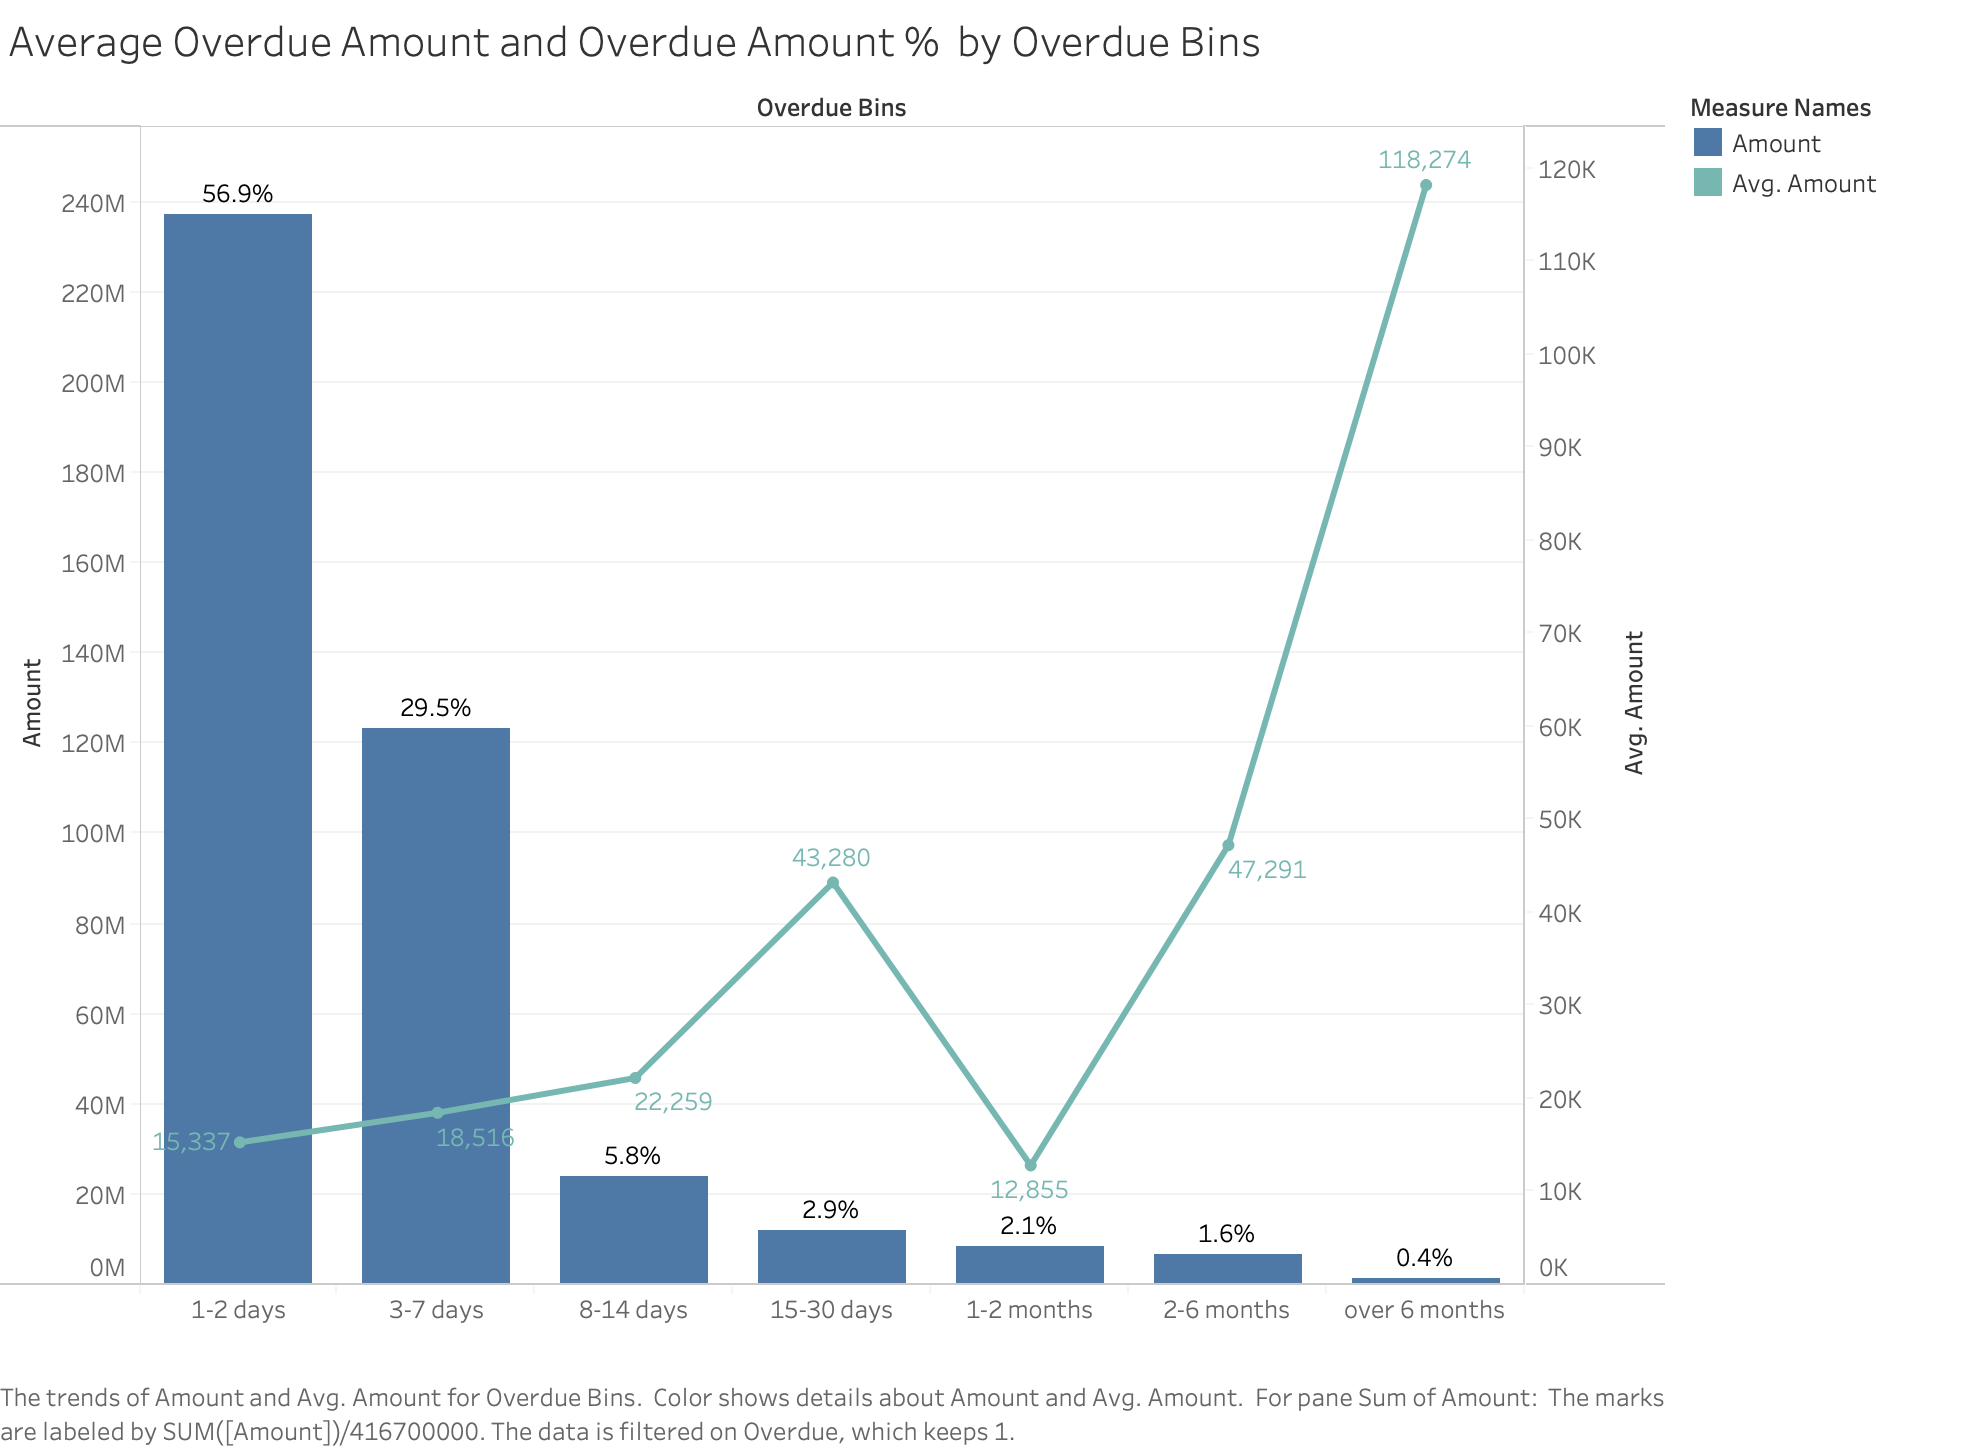 Average Overdue Amount and Overdue Amount %  by Overdue Bins
Overdue Bins
Measure Names
Amount
Avg. Amount
240M
220M
200M
180M
160M
140M
120M
100M
80M
60M
40M
20M
0M
Amount
56.9%
29.5%
5.8%
2.9%
2.1%
1.6%
0.4%
15,337
18,516
22,259
43,280
12,855
47,291
118,274
120K
110K
100K
90K
80K
70K
60K
50K
40K
30K
20K
10K
0K
Avg. Amount
1-2 days
3-7 days
8-14 days
15-30 days
1-2 months
2-6 months
over 6 months
The trends of Amount and Avg. Amount for Overdue Bins.  Color shows details about Amount and Avg. Amount.  For pane Sum of Amount:  The marks
are labeled by SUM([Amount])/416700000. The data is filtered on Overdue, which keeps 1.